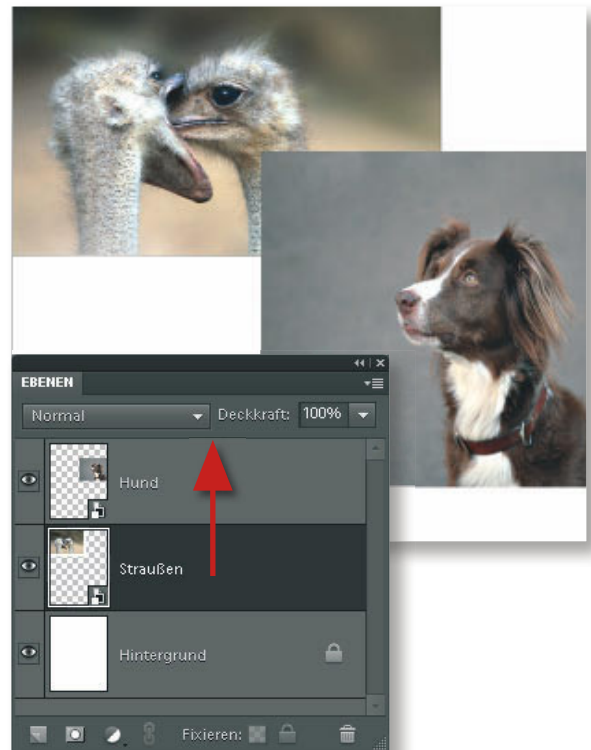 EBENEN
Normal Deckkraft: 100%
Hund
Straußen
Hintergrund
Fixieren: